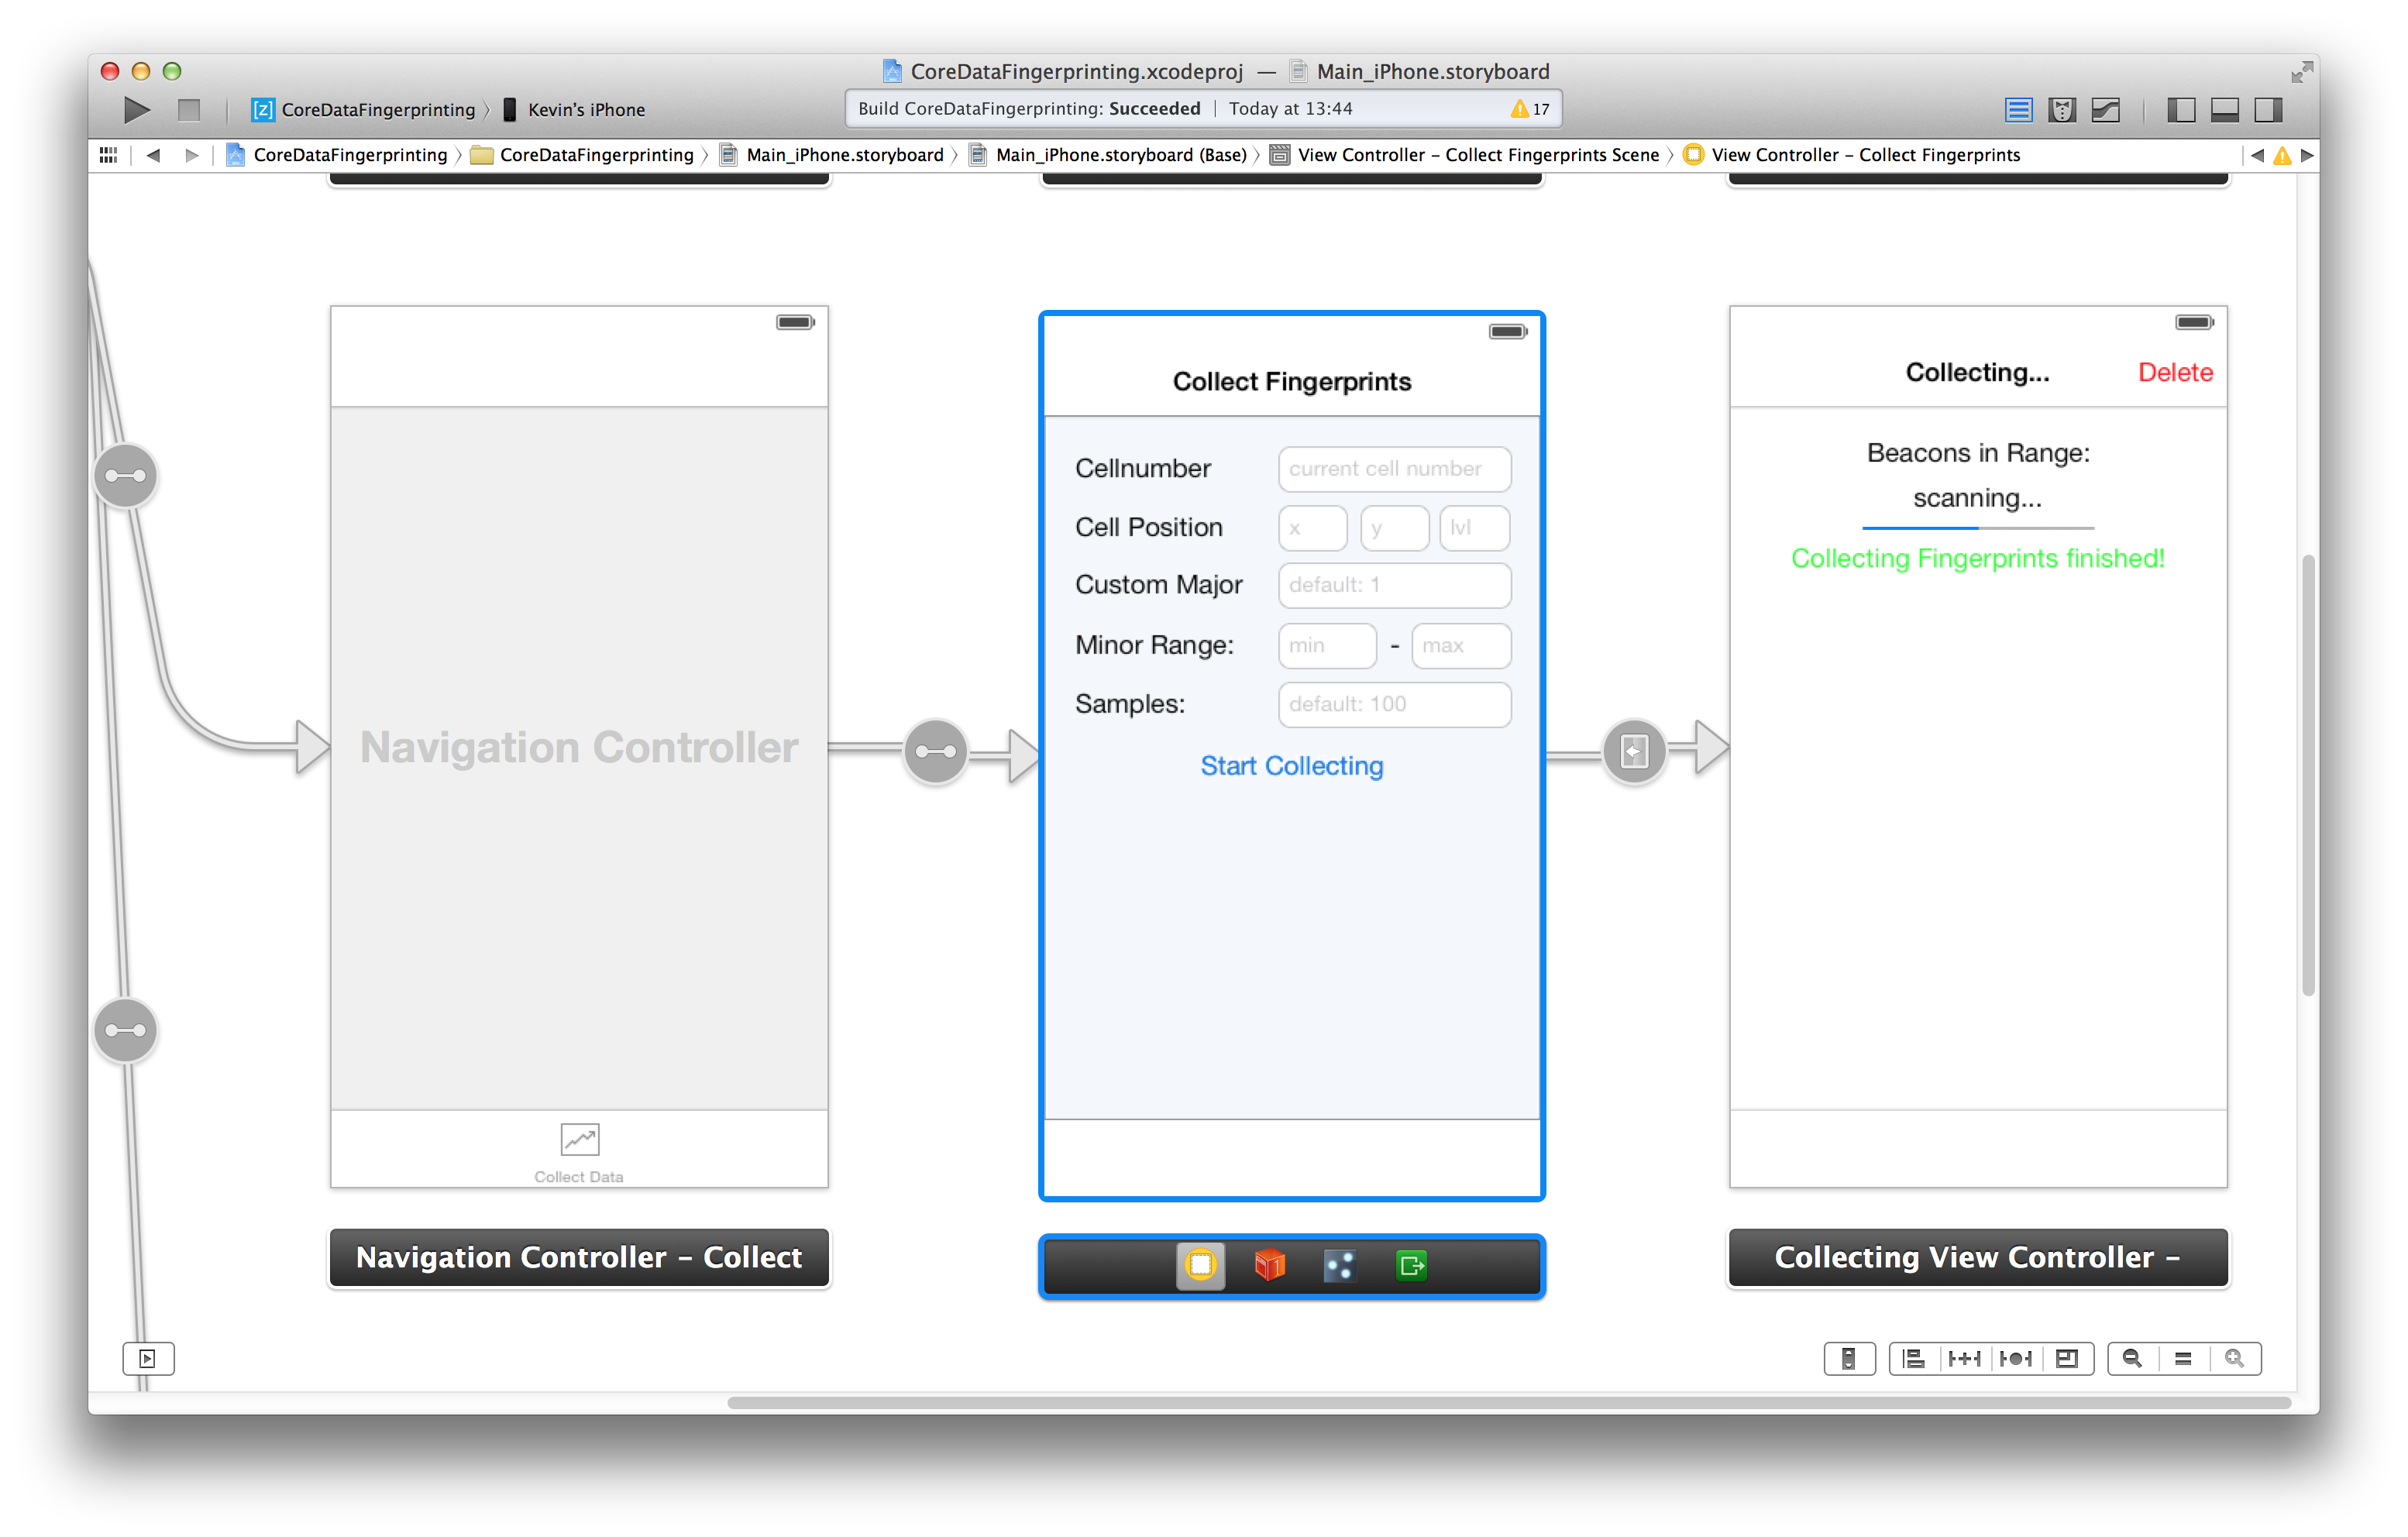 CoreDataFingerprinting.xcodeproj — Main_iPhone.storyboard
CoreDataFingerprinting 〉 Kevin's iPhone
Build CoreDataFingerprinting: Succeeded | Today at 13:44
17
CoreDataFingerprinting 〉 CoreDataFingerprinting 〉 Main_iPhone.storyboard 〉 Main_iPhone.storyboard (Base) 〉 View Controller – Collect Fingerprints Scene 〉 View Controller – Collect Fingerprints
Navigation Controller
Collect Data
Navigation Controller – Collect
Collect Fingerprints
Cellnumber current cell number
Cell Position x y lvl
Custom Major default: 1
Minor Range: min - max
Samples: default: 100
Start Collecting
Collecting... Delete
Beacons in Range:
scanning...
Collecting Fingerprints finished!
Collecting View Controller –